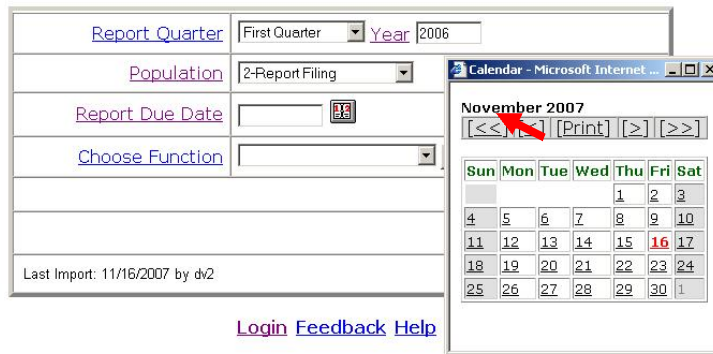 Report Quarter First Quarter Year 2006
Population 2-Report Filing
Report Due Date
Choose Function
Last Import: 11/16/2007 by dv2
Login Feedback Help
Calendar - Microsoft Internet ...
November 2007
[<<] [<] [Print] [>] [>>]
Sun Mon Tue Wed Thu Fri Sat
1 2 3
4 5 6 7 8 9 10
11 12 13 14 15 16 17
18 19 20 21 22 23 24
25 26 27 28 29 30 1